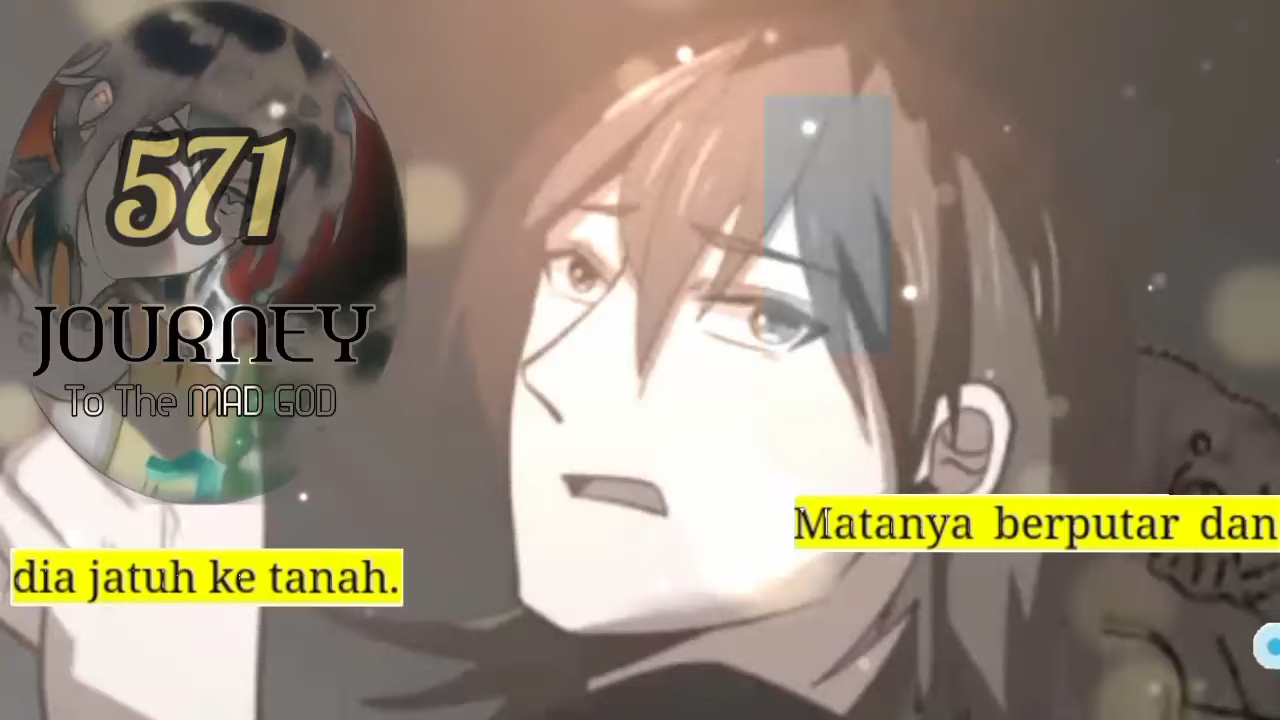 571
JOURNEY
To The MAD GOD
Matanya berputar dan
dia jatuh ke tanah.